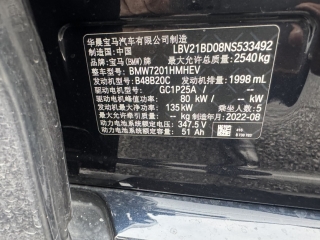 华晨宝马汽车有限公司制造
制造国:中国 LBV21BD08NS533492
品牌:宝马(BMW)牌 最大允许总质量:2540kg
整车型号:BMW7201HMHEV
发动机型号:B48B20C 发动机排量:1998 mL
驱动电机型号: GC1P25A / --
驱动电机峰值功率: 80 kW / -- kW
发动机最大净功率: 135kW 乘坐人数:5
最大允许牵引质量: -- kg 制造年月:2022-08
动力电池系统额定电压:347.5 V
动力电池系统额定容量: 51 Ah